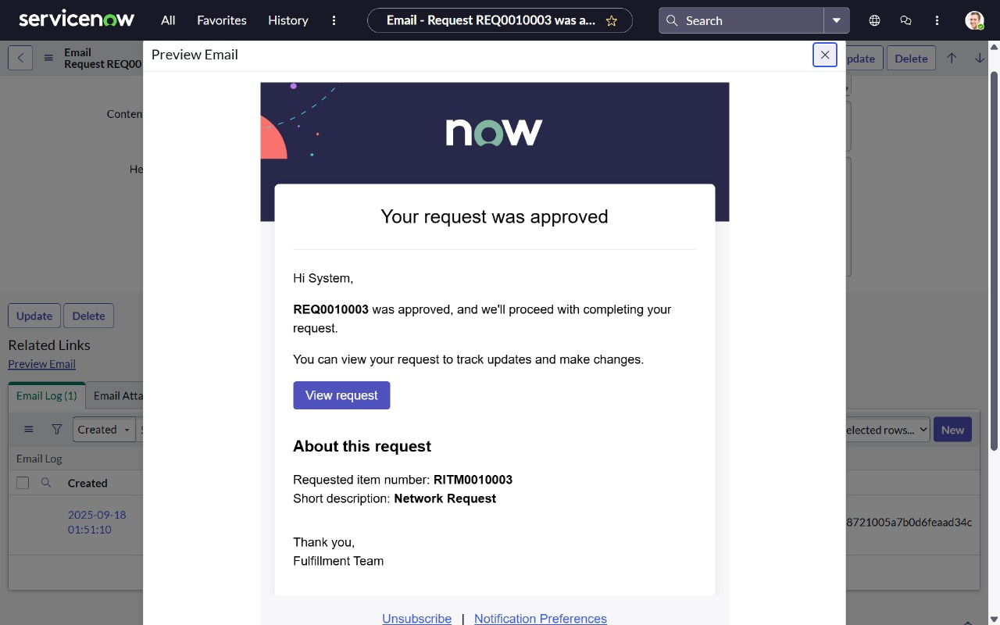 servicenow
All
Favorites
History
Email - Request REQ0010003 was a...
Search
Email
Request REQ00
Preview Email
pdate
Delete
now
Your request was approved
Hi System,
REQ0010003 was approved, and we'll proceed with completing your
request.
You can view your request to track updates and make changes.
View request
About this request
Requested item number: RITM0010003
Short description: Network Request
Thank you,
Fulfillment Team
Unsubscribe | Notification Preferences
Conten
He
Update
Delete
Related Links
Preview Email
Email Log (1)
Email Atta
Created
elected rows...
New
Email Log
Created
2025-09-18
01:51:10
8721005a7b0d6feaad34c